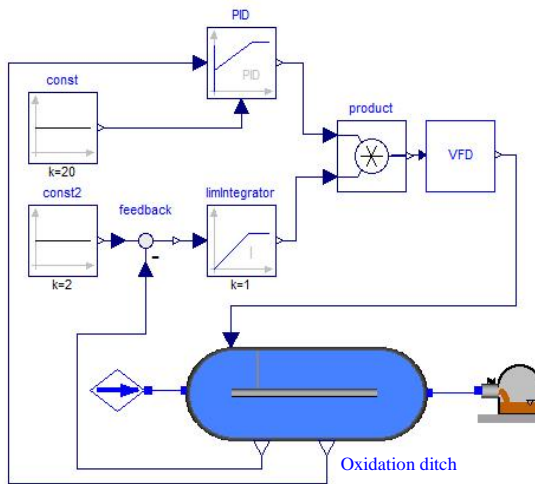 PID
PID
const
k=20
product
VFD
const2
feedback
limIntegrator
-
I
k=2
k=1
Oxidation ditch